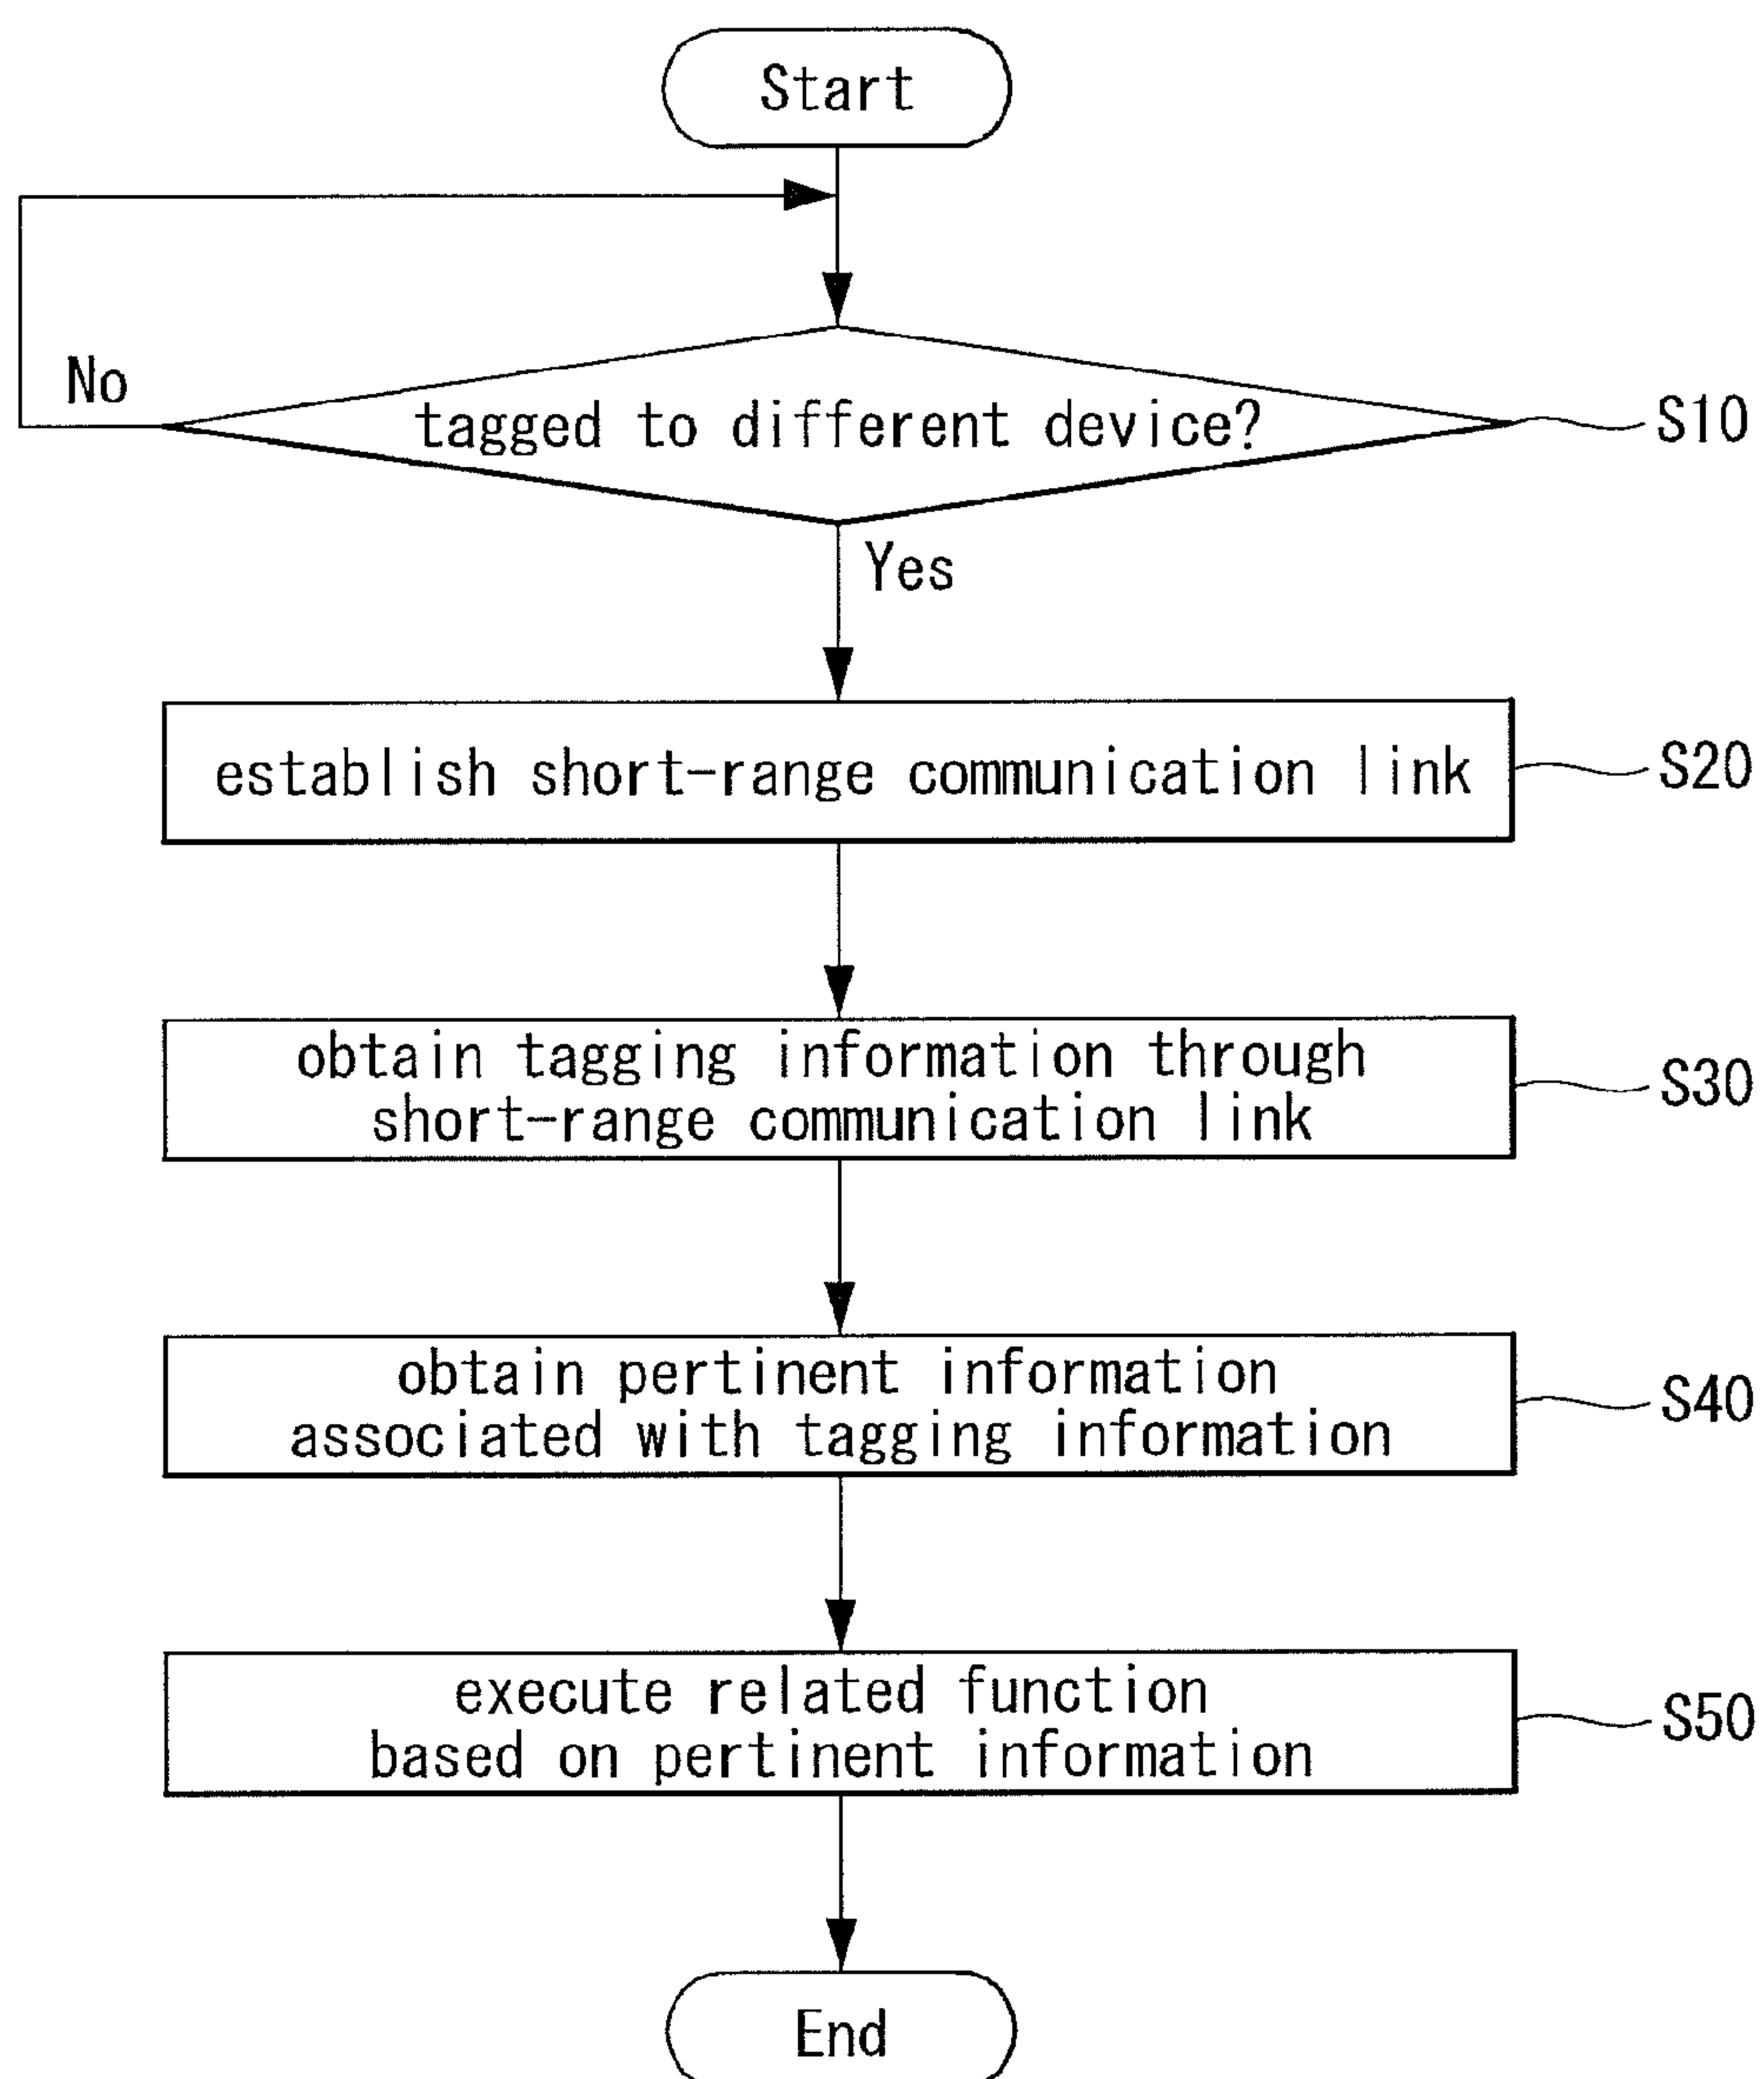 Start
No
tagged to different device?
S10
Yes
establish short-range communication link
S20
obtain tagging information through
short-range communication link
S30
obtain pertinent information
associated with tagging information
S40
execute related function
based on pertinent information
S50
End